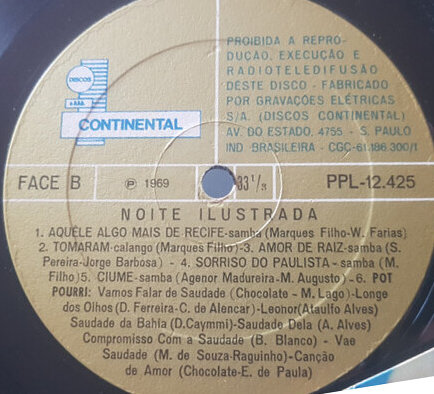 PROIBIDA A REPRO-
DUÇÃO, EXECUÇÃO E
RADIOTELEDIFUSÃO
DÊSTE DISCO - FABRICADO
POR GRAVAÇÕES ELÉTRICAS
S/A. (DISCOS CONTINENTAL)
AV. DO ESTADO, 4755 - S. PAULO
IND BRASILEIRA - CGC-61.186.300/1
DISCOS
CONTINENTAL
FACE B
℗ 1969
33 1/3
PPL-12.425
NOITE ILUSTRADA
1. AQUÊLE ALGO MAIS DE RECIFE-samba (Marques Filho-W. Farias)
2. TOMARAM-calango (Marques Filho)-3. AMOR DE RAIZ-samba (S.
Pereira-Jorge Barbosa) - 4. SORRISO DO PAULISTA - samba (M.
Filho)5. CIUME-samba (Agenor Madureira-M. Augusto) - 6. POT
POURRI: Vamos Falar de Saudade (Chocolate - M. Lago)-Longe
dos Olhos (D. Ferreira-C. de Alencar) -Leonor(Ataulfo Alves)
Saudade da Bahia (D.Caymmi)-Saudade Dela (A. Alves)
Compromisso Com a Saudade (B. Blanco) - Vae
Saudade (M. de Souza-Raguinho)-Canção
de Amor (Chocolate-E. de Paula)